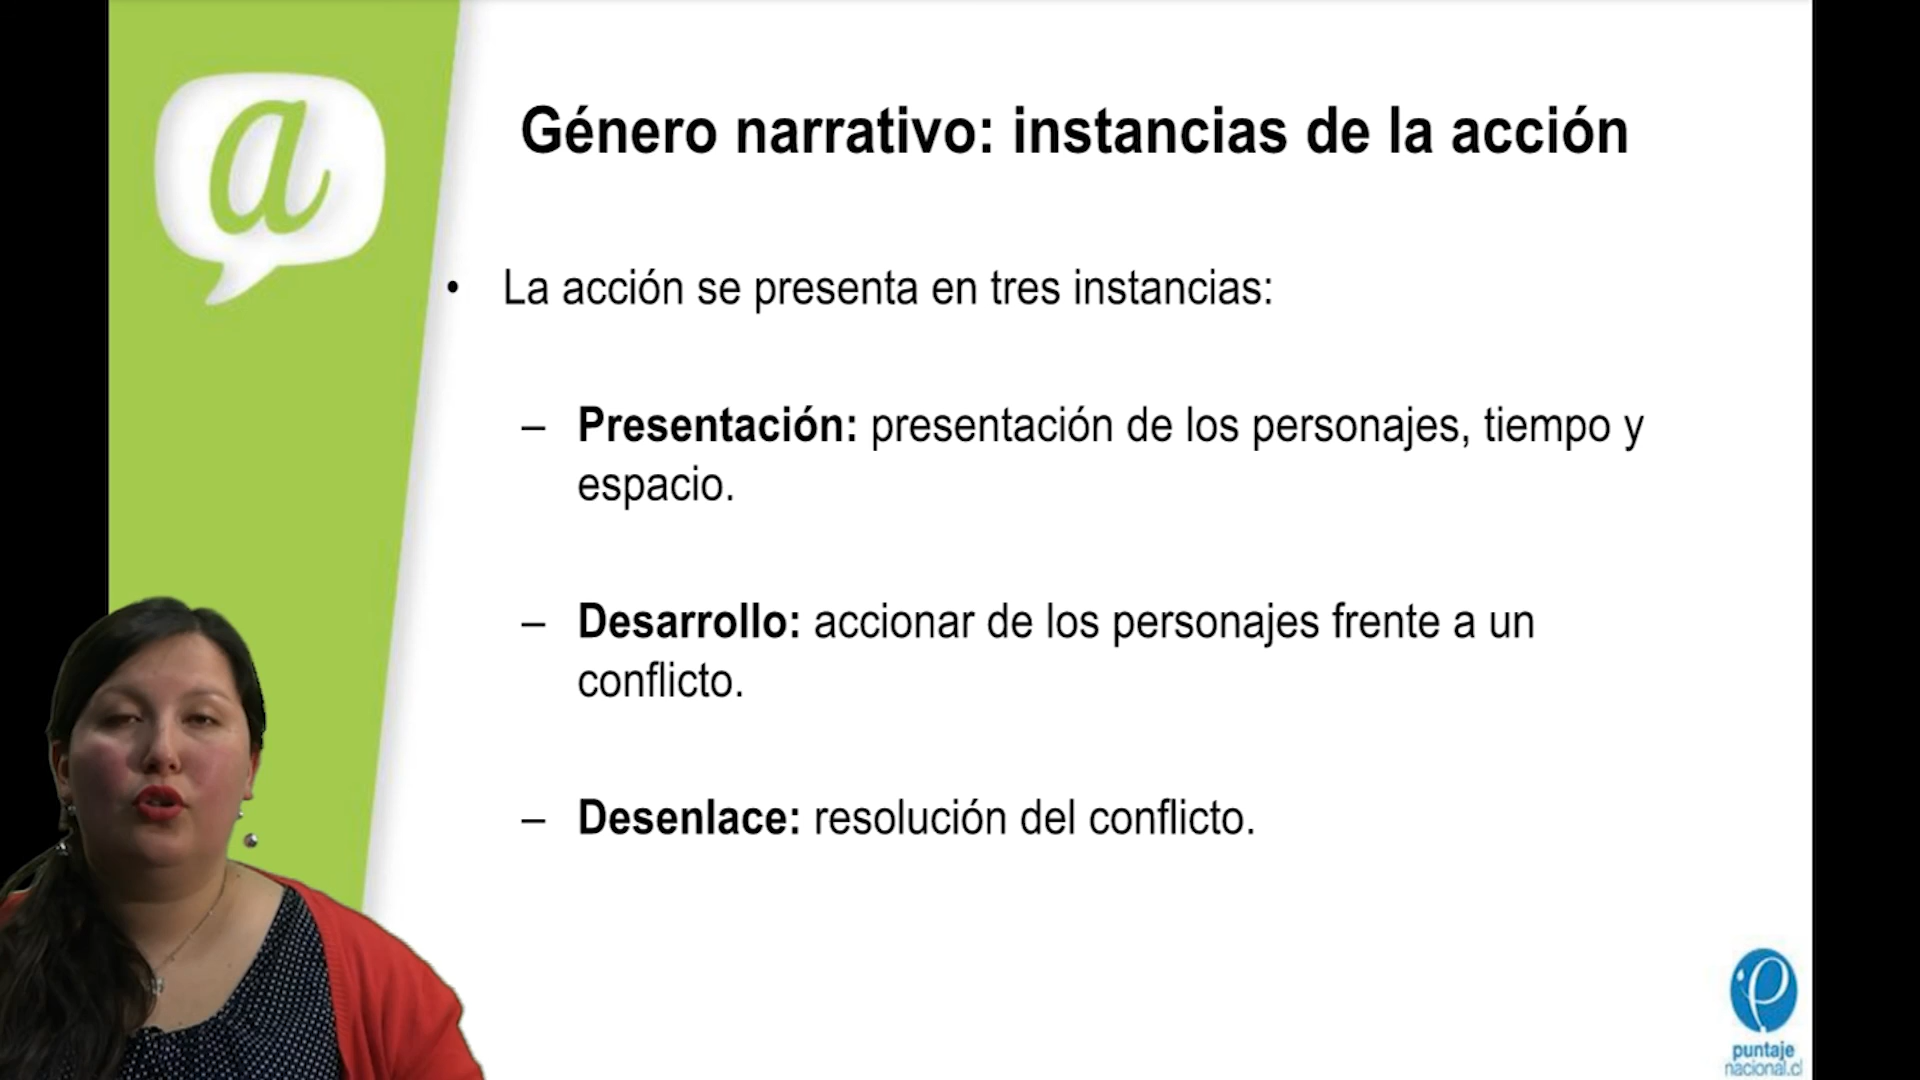 a
Género narrativo: instancias de la acción
• La acción se presenta en tres instancias:
– Presentación: presentación de los personajes, tiempo y
espacio.
– Desarrollo: accionar de los personajes frente a un
conflicto.
– Desenlace: resolución del conflicto.
puntaje
nacional.cl